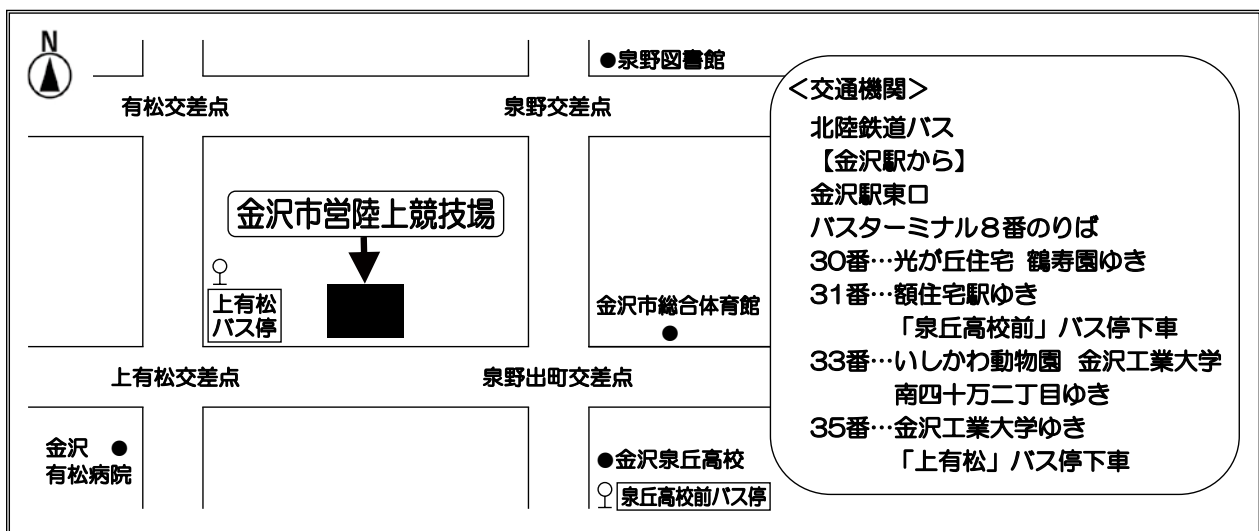 N
●泉野図書館
有松交差点
泉野交差点
金沢市営陸上競技場
上有松
バス停
金沢市総合体育館
●
上有松交差点
泉野出町交差点
金沢 ●
有松病院
●金沢泉丘高校
泉丘高校前バス停
＜交通機関＞
北陸鉄道バス
【金沢駅から】
金沢駅東口
バスターミナル８番のりば
30番…光が丘住宅 鶴寿園ゆき
31番…額住宅駅ゆき
「泉丘高校前」バス停下車
33番…いしかわ動物園 金沢工業大学
南四十万二丁目ゆき
35番…金沢工業大学ゆき
「上有松」バス停下車